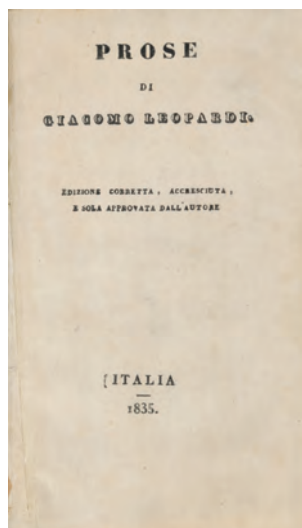 PROSE
DI
GIACOMO LEOPARDI.
EDIZIONE CORRETTA, ACCRESCIUTA,
E SOLA APPROVATA DALL'AUTORE
[ITALIA
1835.